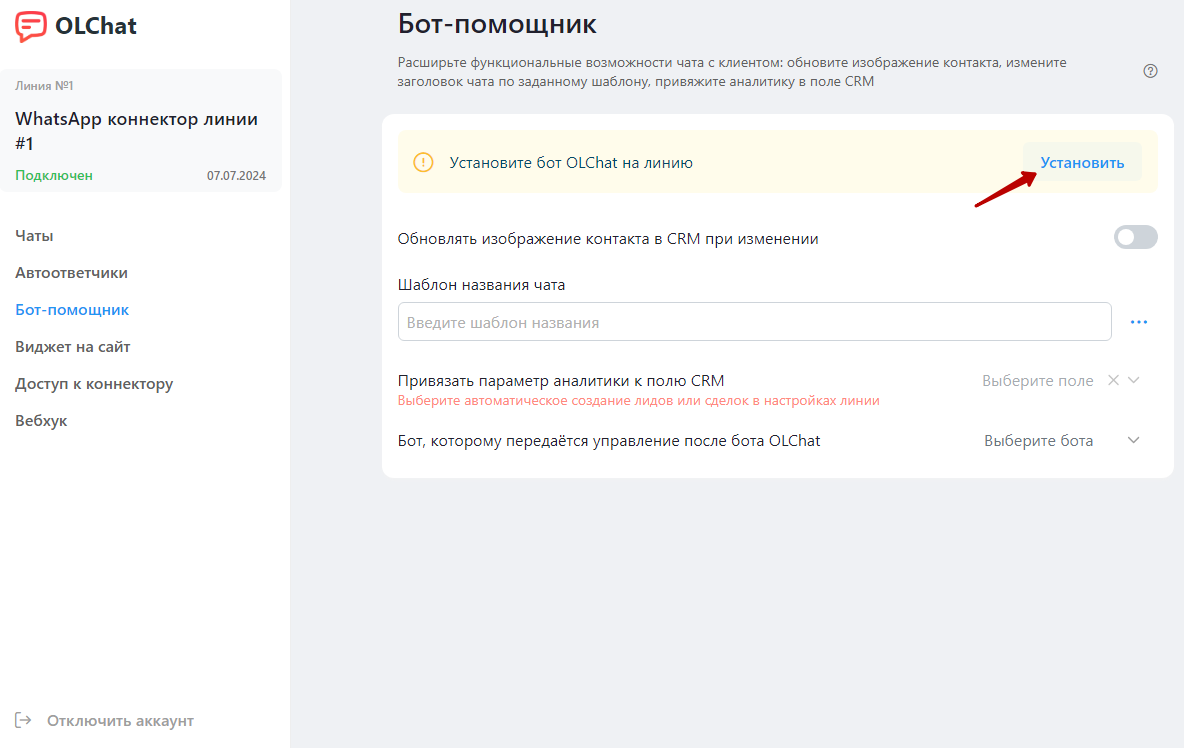 OLChat
Линия №1
WhatsApp коннектор линии
#1
Подключен
07.07.2024
Чаты
Автоответчики
Бот-помощник
Виджет на сайт
Доступ к коннектору
Вебхук
Отключить аккаунт
Бот-помощник
Расширьте функциональные возможности чата с клиентом: обновите изображение контакта, измените
заголовок чата по заданному шаблону, привяжите аналитику в поле CRM
Установите бот OLChat на линию
Установить
Обновлять изображение контакта в CRM при изменении
Шаблон названия чата
Введите шаблон названия
Привязать параметр аналитики к полю CRM
Выберите поле
Выберите автоматическое создание лидов или сделок в настройках линии
Бот, которому передаётся управление после бота OLChat
Выберите бота